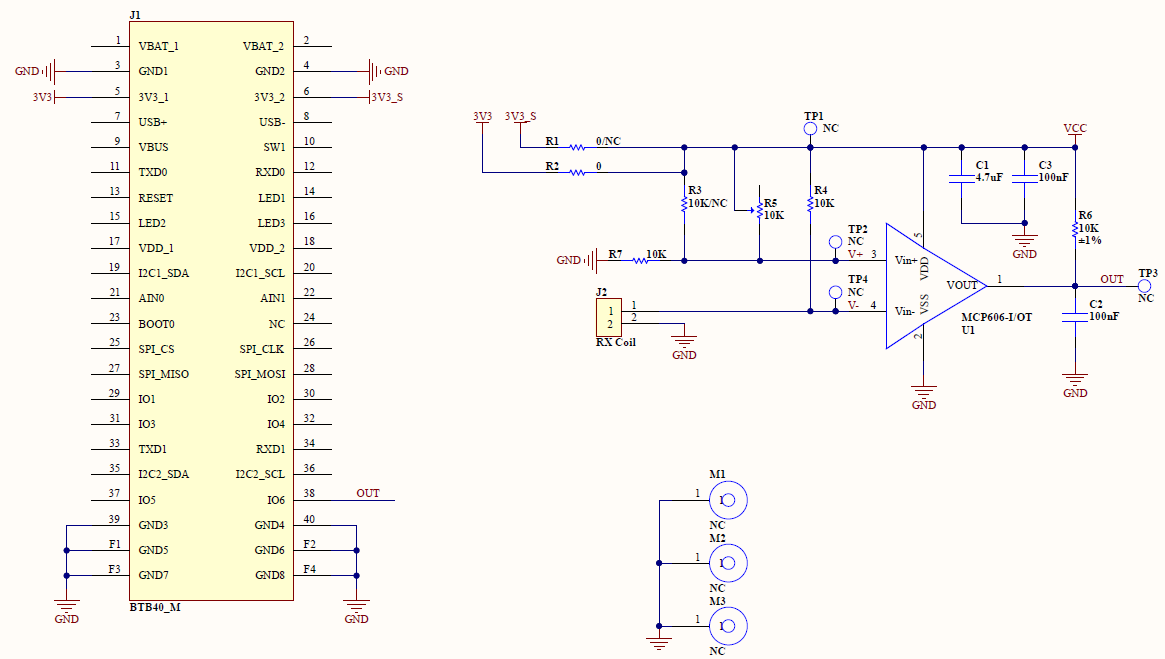 J1
1 VBAT_1 VBAT_2 2
GND 3 GND1 GND2 4 GND
3V3 5 3V3_1 3V3_2 6 3V3_S
7 USB+ USB- 8
9 VBUS SW1 10
11 TXD0 RXD0 12
13 RESET LED1 14
15 LED2 LED3 16
17 VDD_1 VDD_2 18
19 I2C1_SDA I2C1_SCL 20
21 AIN0 AIN1 22
23 BOOT0 NC 24
25 SPI_CS SPI_CLK 26
27 SPI_MISO SPI_MOSI 28
29 IO1 IO2 30
31 IO3 IO4 32
33 TXD1 RXD1 34
35 I2C2_SDA I2C2_SCL 36
37 IO5 IO6 38 OUT
39 GND3 GND4 40
F1 GND5 GND6 F2
F3 GND7 GND8 F4
BTB40_M
GND GND
3V3 3V3_S
R1 0/NC
R2 0
TP1
NC
VCC
R3
10K/NC
R5
10K
R4
10K
C1
4.7uF
C3
100nF
GND
R6
10K
±1%
GND R7 10K
TP2
NC
V+ 3
TP4
NC
V- 4
J2
1 1
2 2
RX Coil
GND
5
Vin+
VDD
VOUT 1
Vin-
VSS
2
MCP606-I/OT
U1
GND
OUT
TP3
NC
C2
100nF
GND
M1
1 1
NC
M2
1 1
NC
M3
1 1
NC